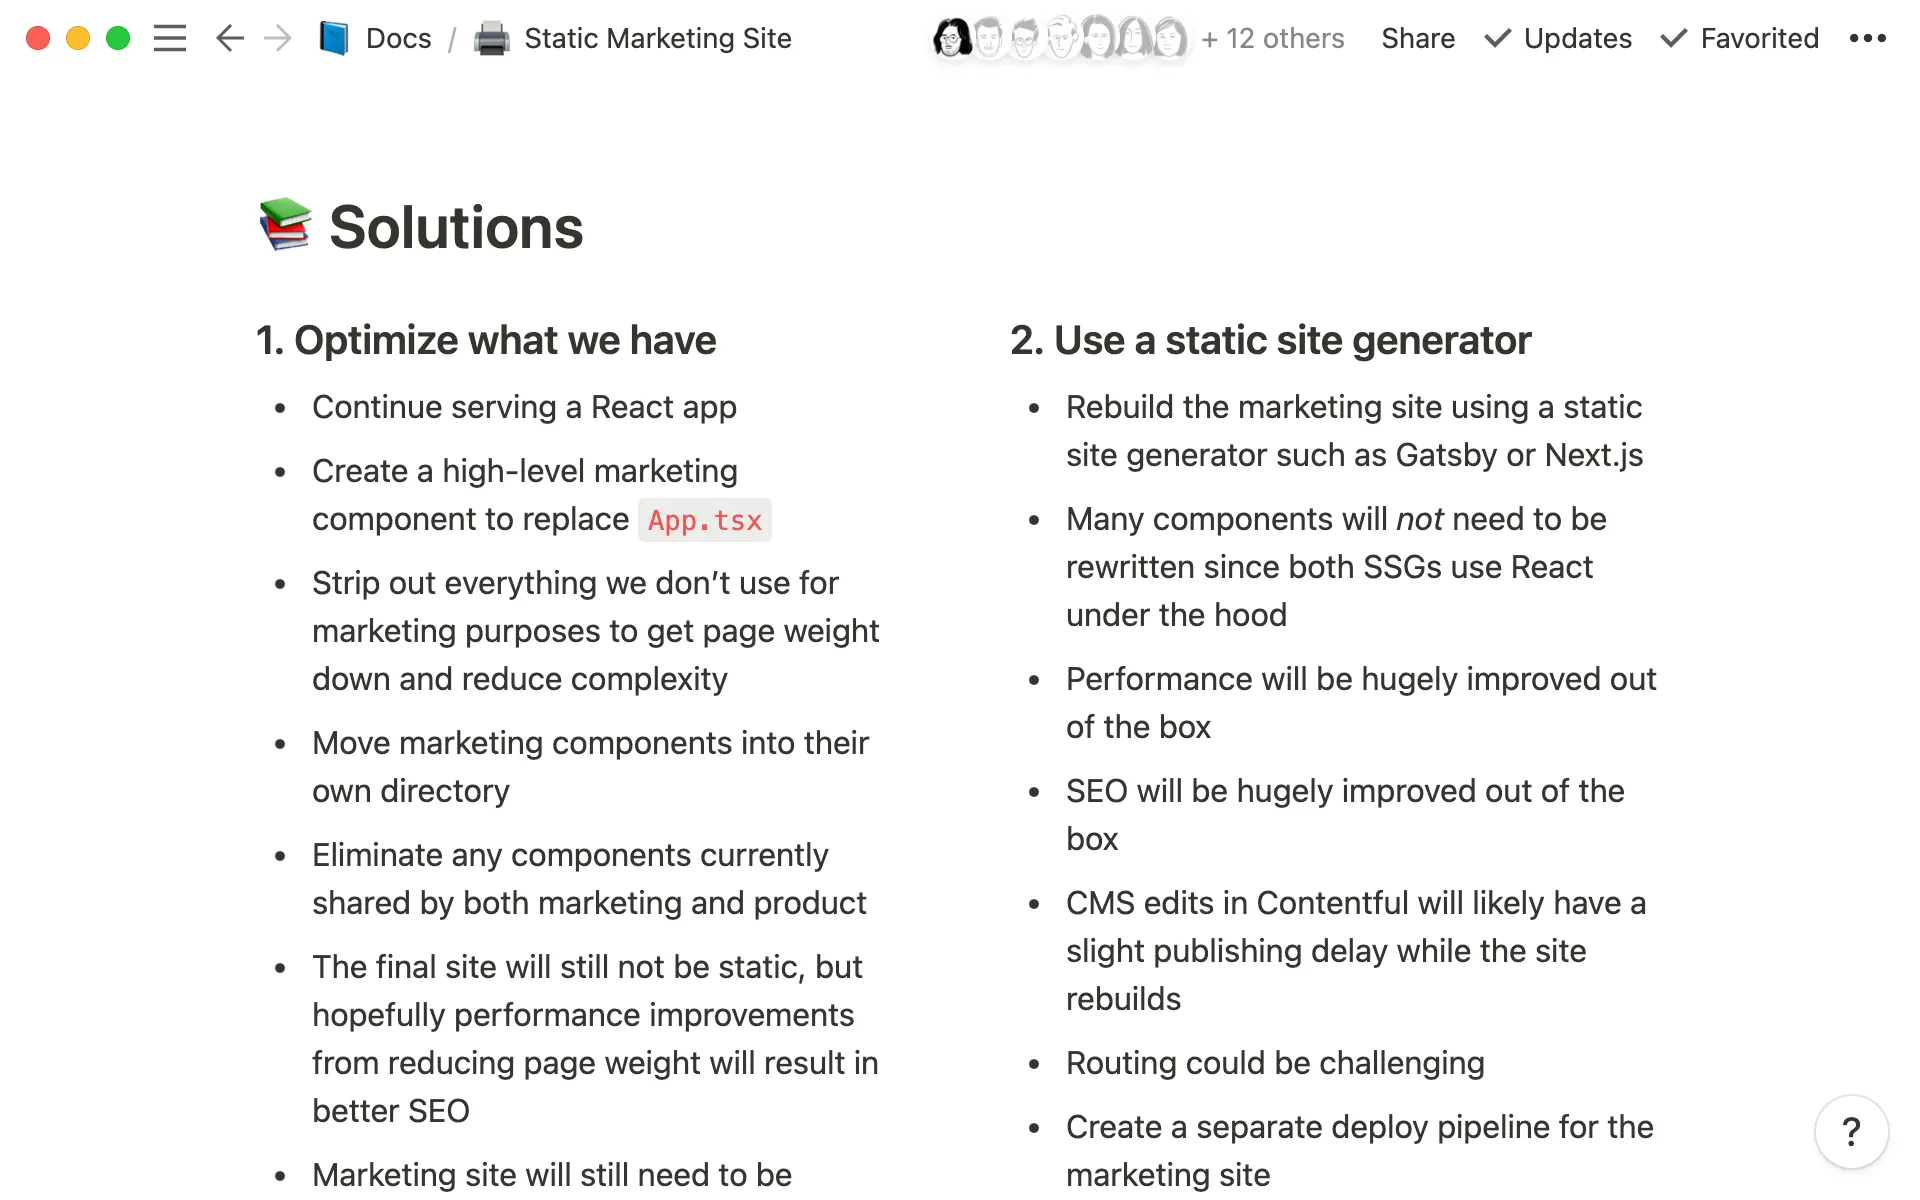 Docs / Static Marketing Site
+ 12 others Share Updates Favorited
Solutions
1. Optimize what we have
• Continue serving a React app
• Create a high-level marketing
component to replace App.tsx
• Strip out everything we don’t use for
marketing purposes to get page weight
down and reduce complexity
• Move marketing components into their
own directory
• Eliminate any components currently
shared by both marketing and product
• The final site will still not be static, but
hopefully performance improvements
from reducing page weight will result in
better SEO
• Marketing site will still need to be
2. Use a static site generator
• Rebuild the marketing site using a static
site generator such as Gatsby or Next.js
• Many components will not need to be
rewritten since both SSGs use React
under the hood
• Performance will be hugely improved out
of the box
• SEO will be hugely improved out of the
box
• CMS edits in Contentful will likely have a
slight publishing delay while the site
rebuilds
• Routing could be challenging
• Create a separate deploy pipeline for the
marketing site
?